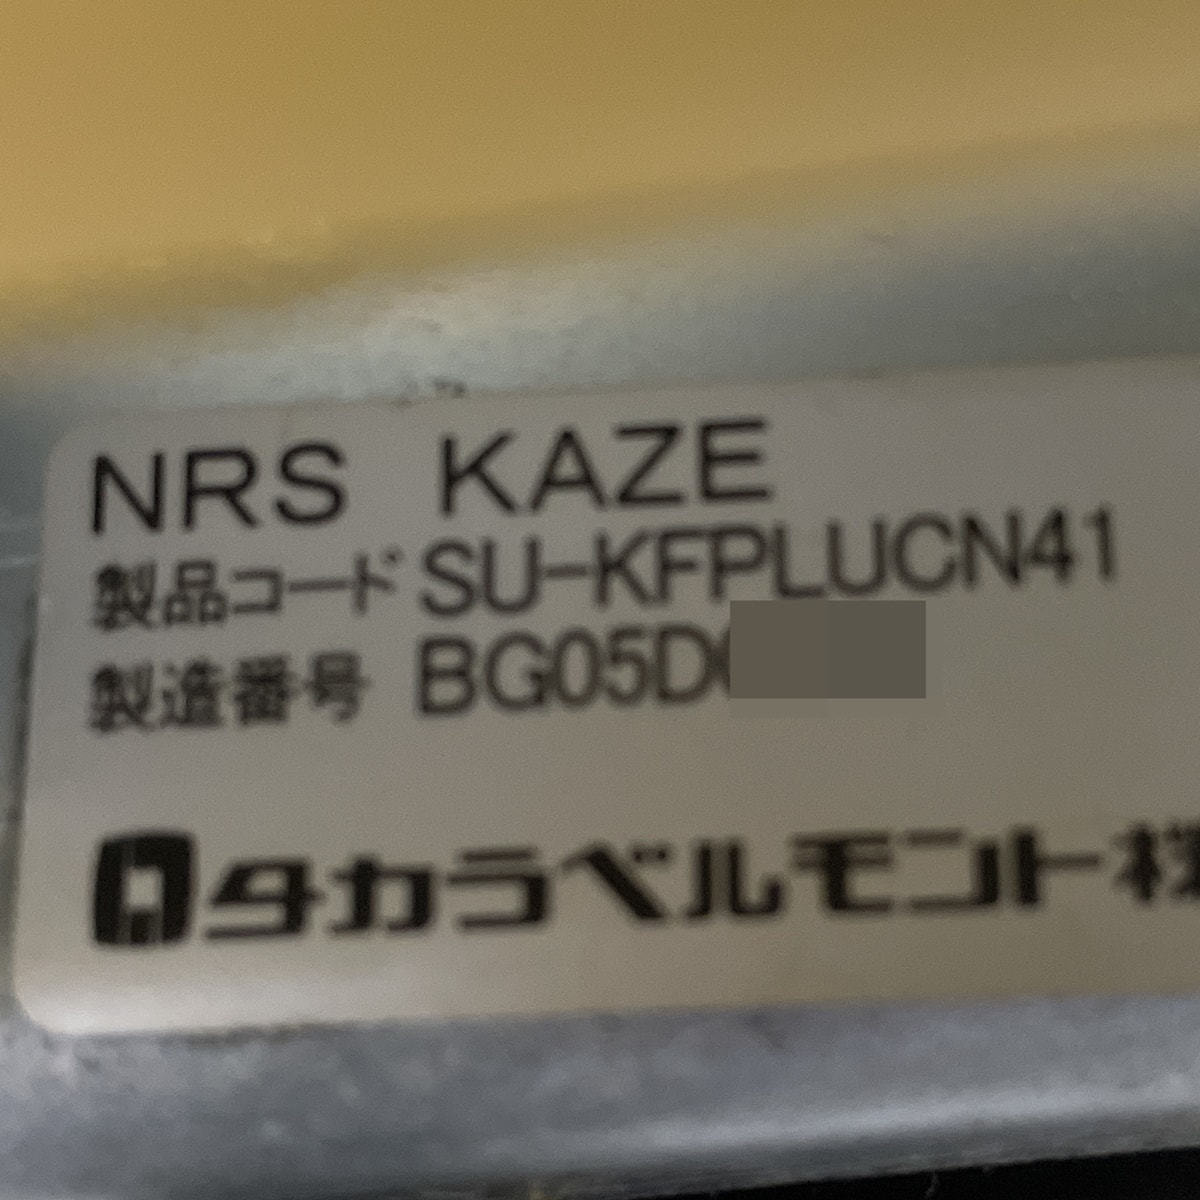 NRS KAZE
製品コード SU-KFPLUCN41
製造番号 BG05D
タカラベルモント株